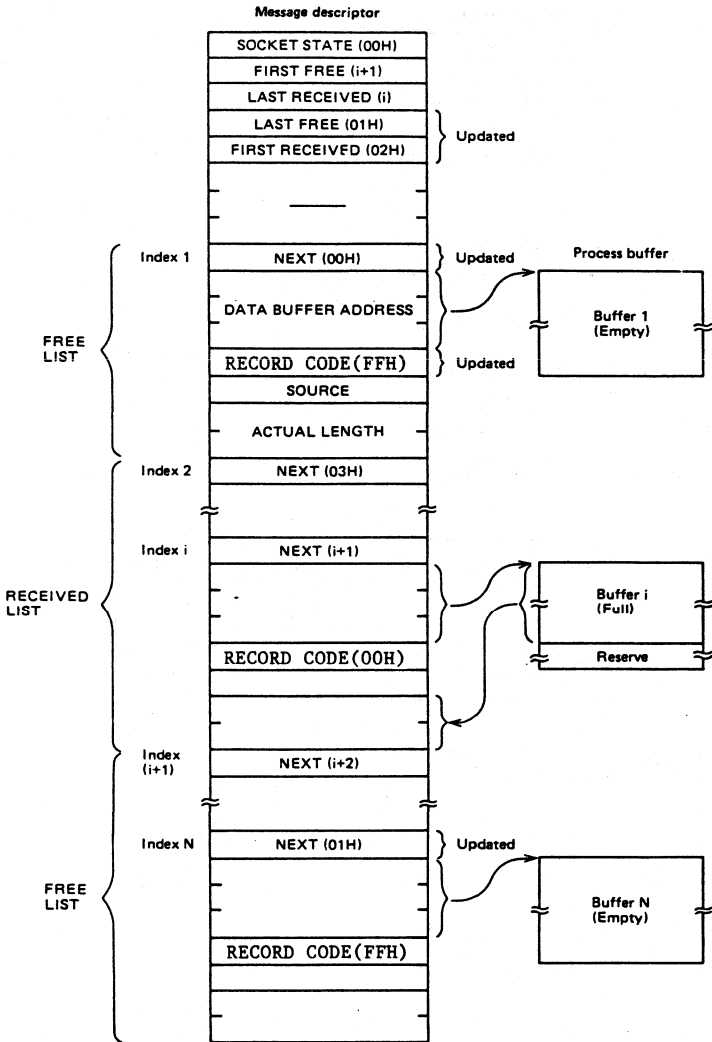 Message descriptor
SOCKET STATE (00H)
FIRST FREE (i+1)
LAST RECEIVED (i)
LAST FREE (01H)
FIRST RECEIVED (02H)
Updated
Index 1
NEXT (00H)
Updated
Process buffer
DATA BUFFER ADDRESS
Buffer 1
(Empty)
FREE
LIST
RECORD CODE(FFH)
Updated
SOURCE
ACTUAL LENGTH
Index 2
NEXT (03H)
Index i
NEXT (i+1)
RECEIVED
LIST
Buffer i
(Full)
RECORD CODE(00H)
Reserve
Index
(i+1)
NEXT (i+2)
Index N
NEXT (01H)
Updated
FREE
LIST
Buffer N
(Empty)
RECORD CODE(FFH)